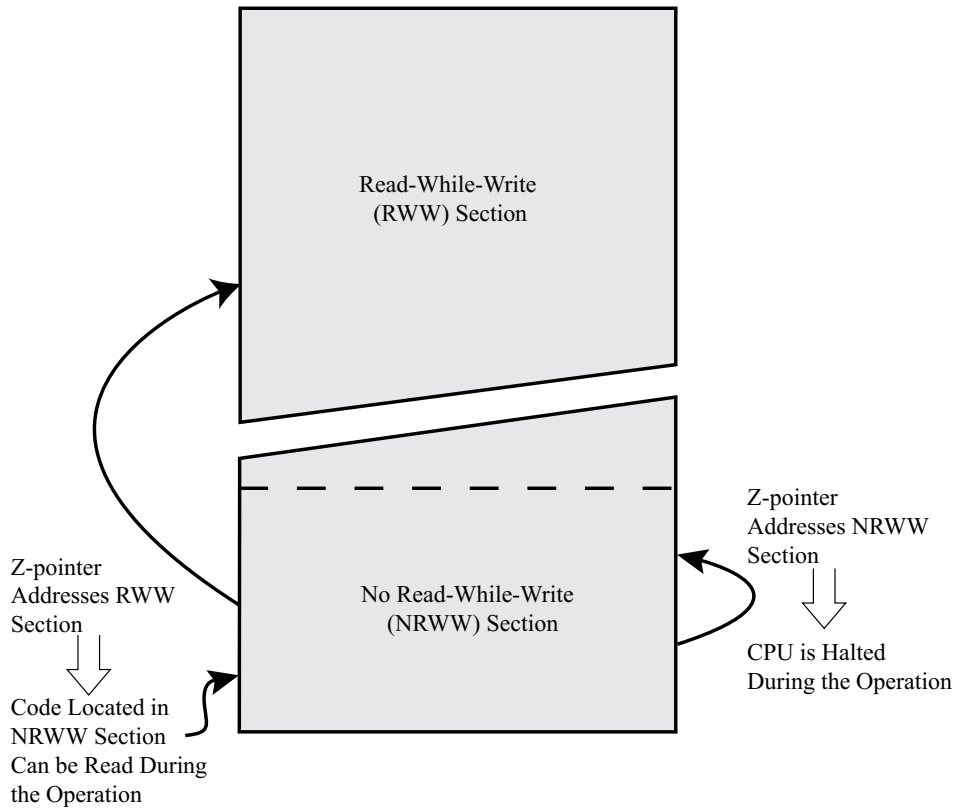 Read-While-Write
(RWW) Section
Z-pointer
Addresses NRWW
Section
Z-pointer
Addresses RWW
Section
No Read-While-Write
(NRWW) Section
CPU is Halted
During the Operation
Code Located in
NRWW Section
Can be Read During
the Operation